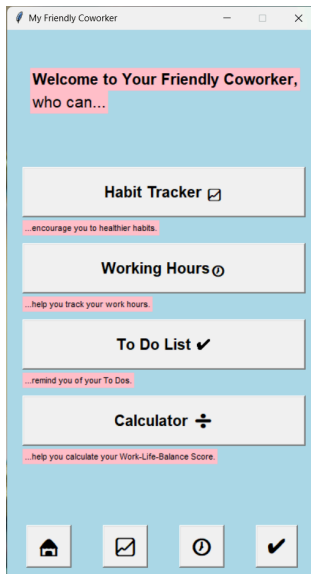 My Friendly Coworker
Welcome to Your Friendly Coworker,
who can...
Habit Tracker
...encourage you to healthier habits.
Working Hours
...help you track your work hours.
To Do List ✔
...remind you of your To Dos.
Calculator ➗
...help you calculate your Work-Life-Balance Score.